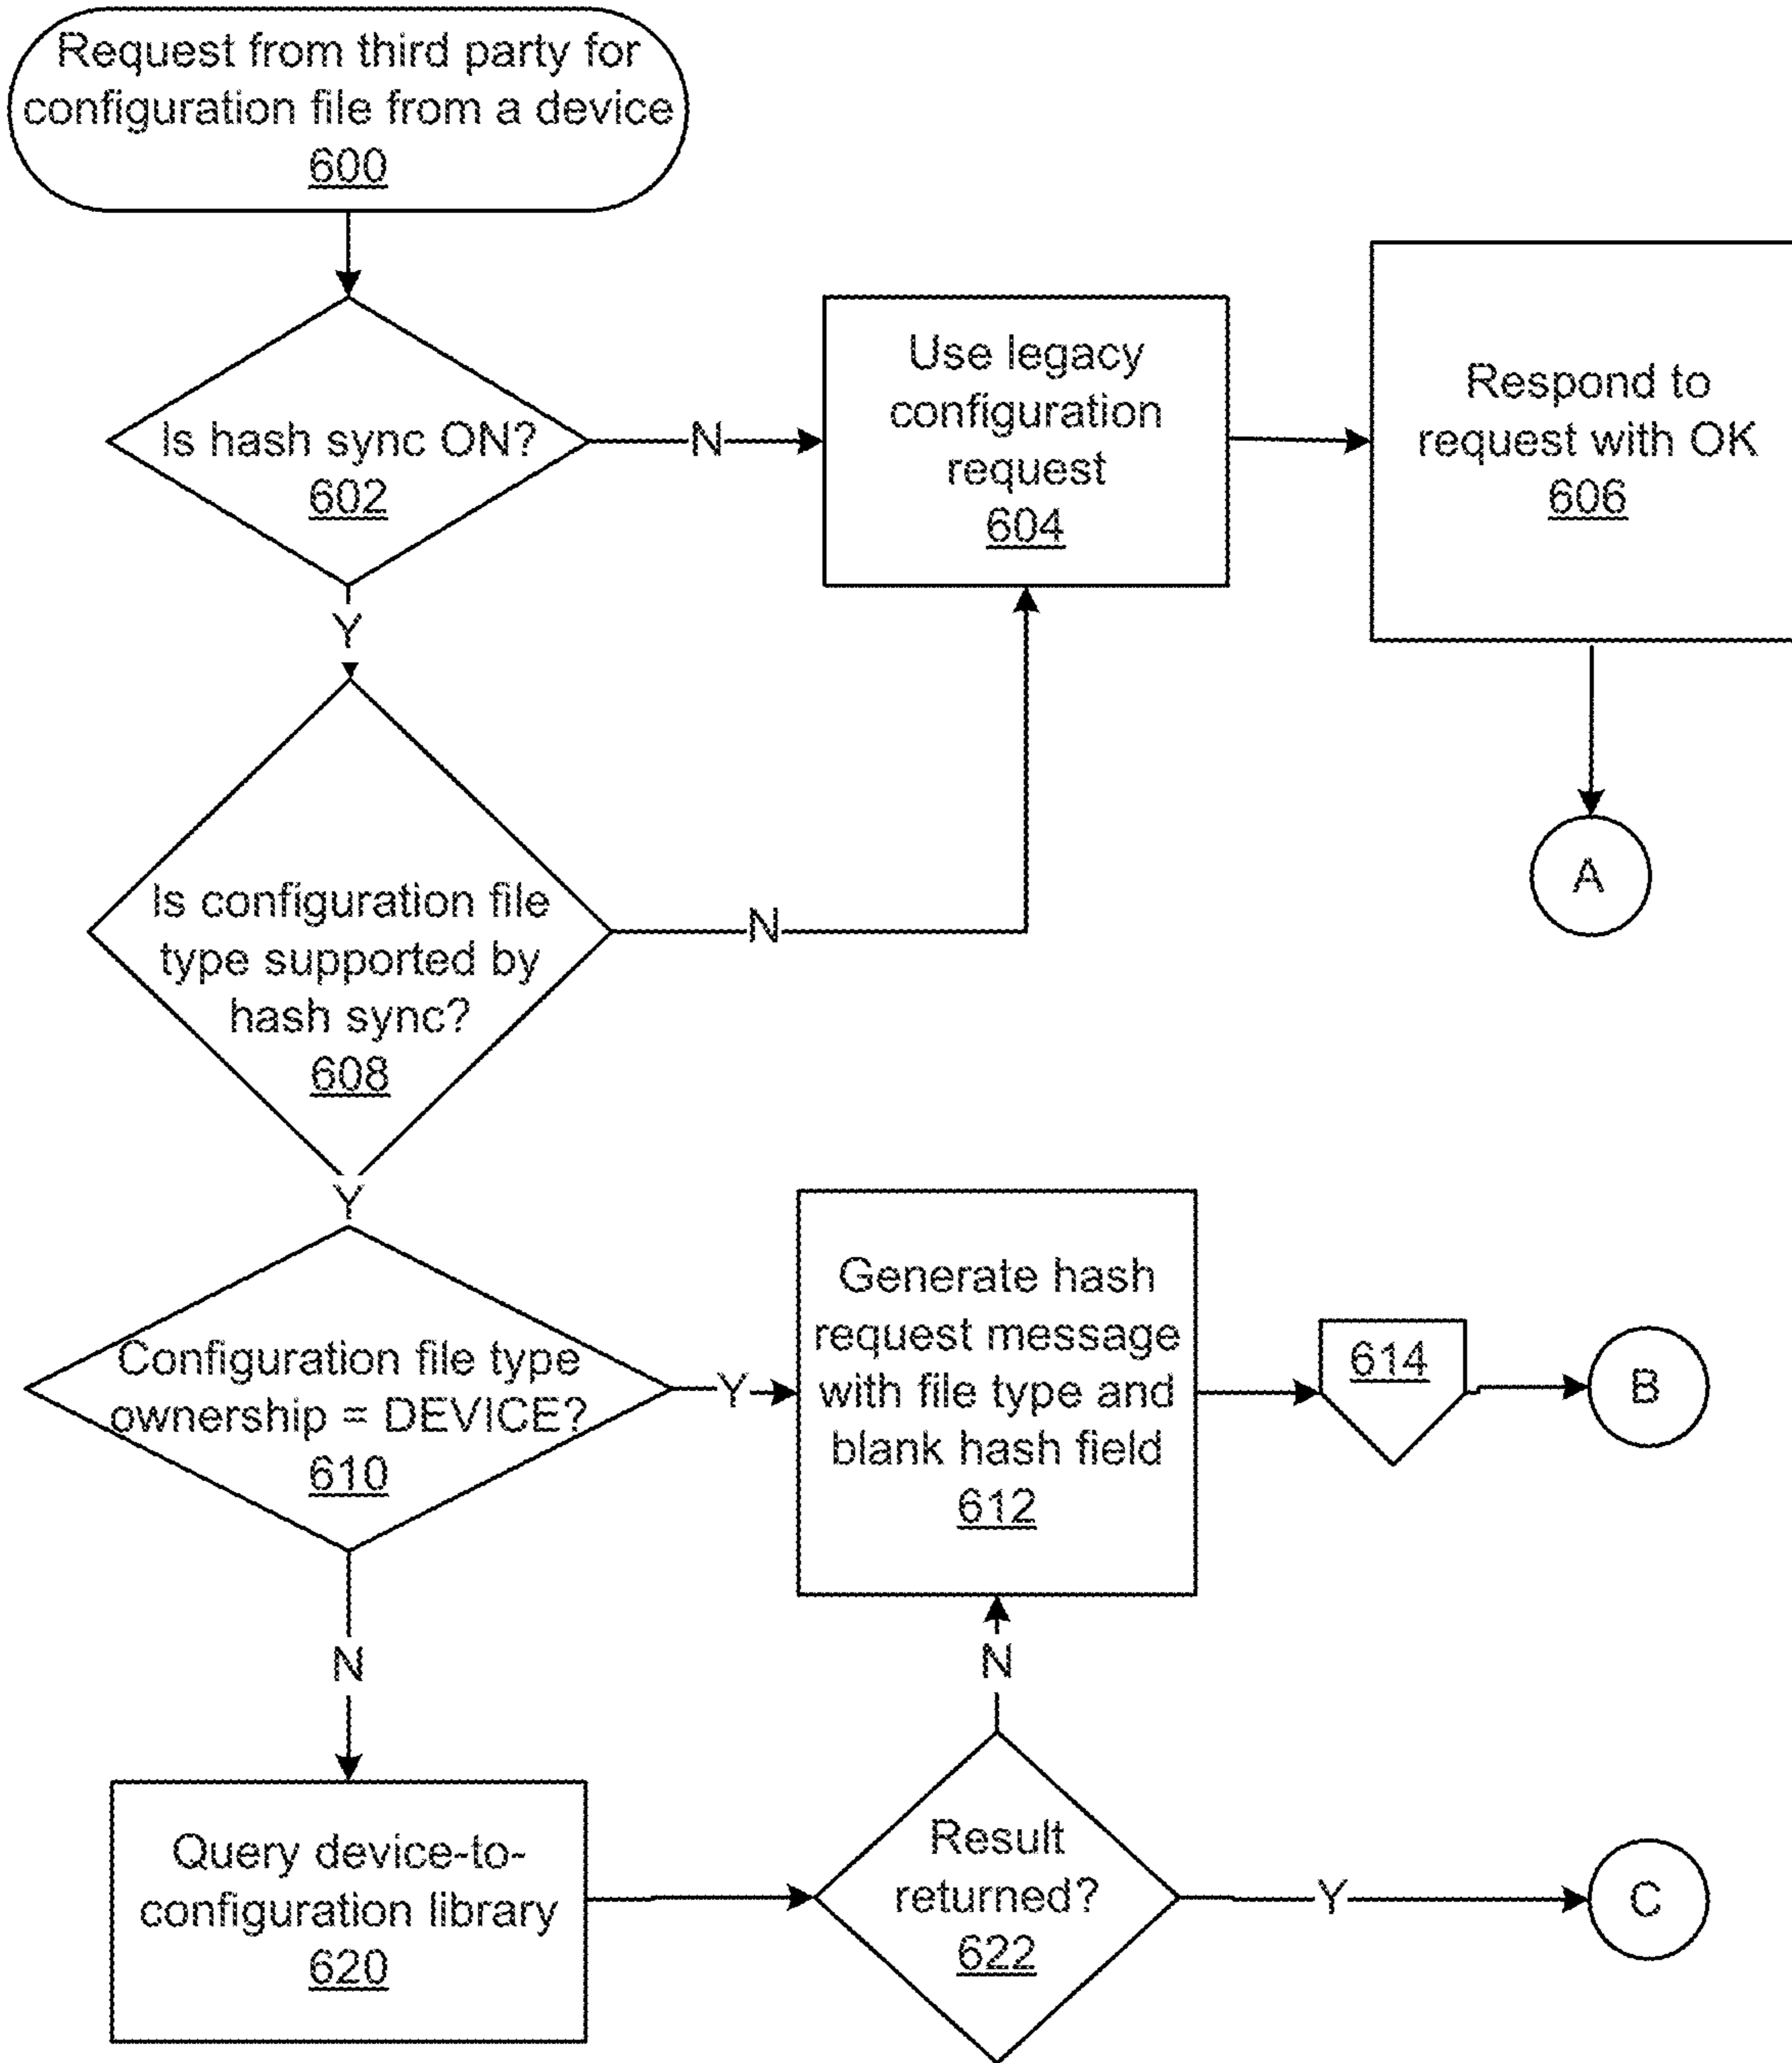 Request from third party for
configuration file from a device
600
Is hash sync ON?
602
N
Use legacy
configuration
request
604
Respond to
request with OK
606
Y
A
Is configuration file
type supported by
hash sync?
608
N
Y
Configuration file type
ownership = DEVICE?
610
Y
Generate hash
request message
with file type and
blank hash field
612
614
B
N
N
Query device-to-
configuration library
620
Result
returned?
622
Y
C